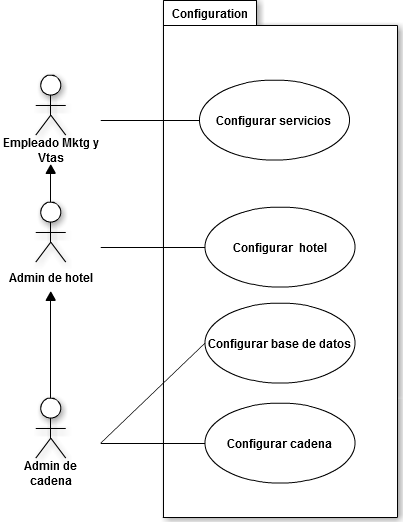 Configuration
Configurar servicios
Empleado Mktg y
Vtas
Configurar hotel
Admin de hotel
Configurar base de datos
Configurar cadena
Admin de
cadena